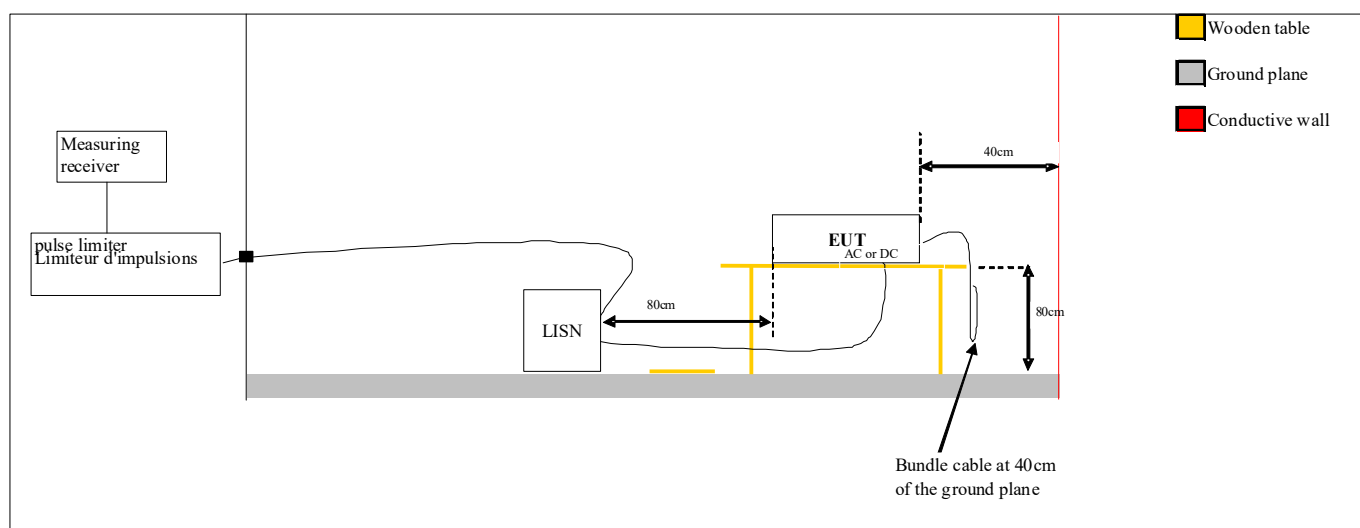 Wooden table
Ground plane
Conductive wall
Measuring
receiver
40cm
pulse limiter
Limiteur d'impulsions
EUT
AC or DC
80cm
80cm
LISN
Bundle cable at 40cm
of the ground plane